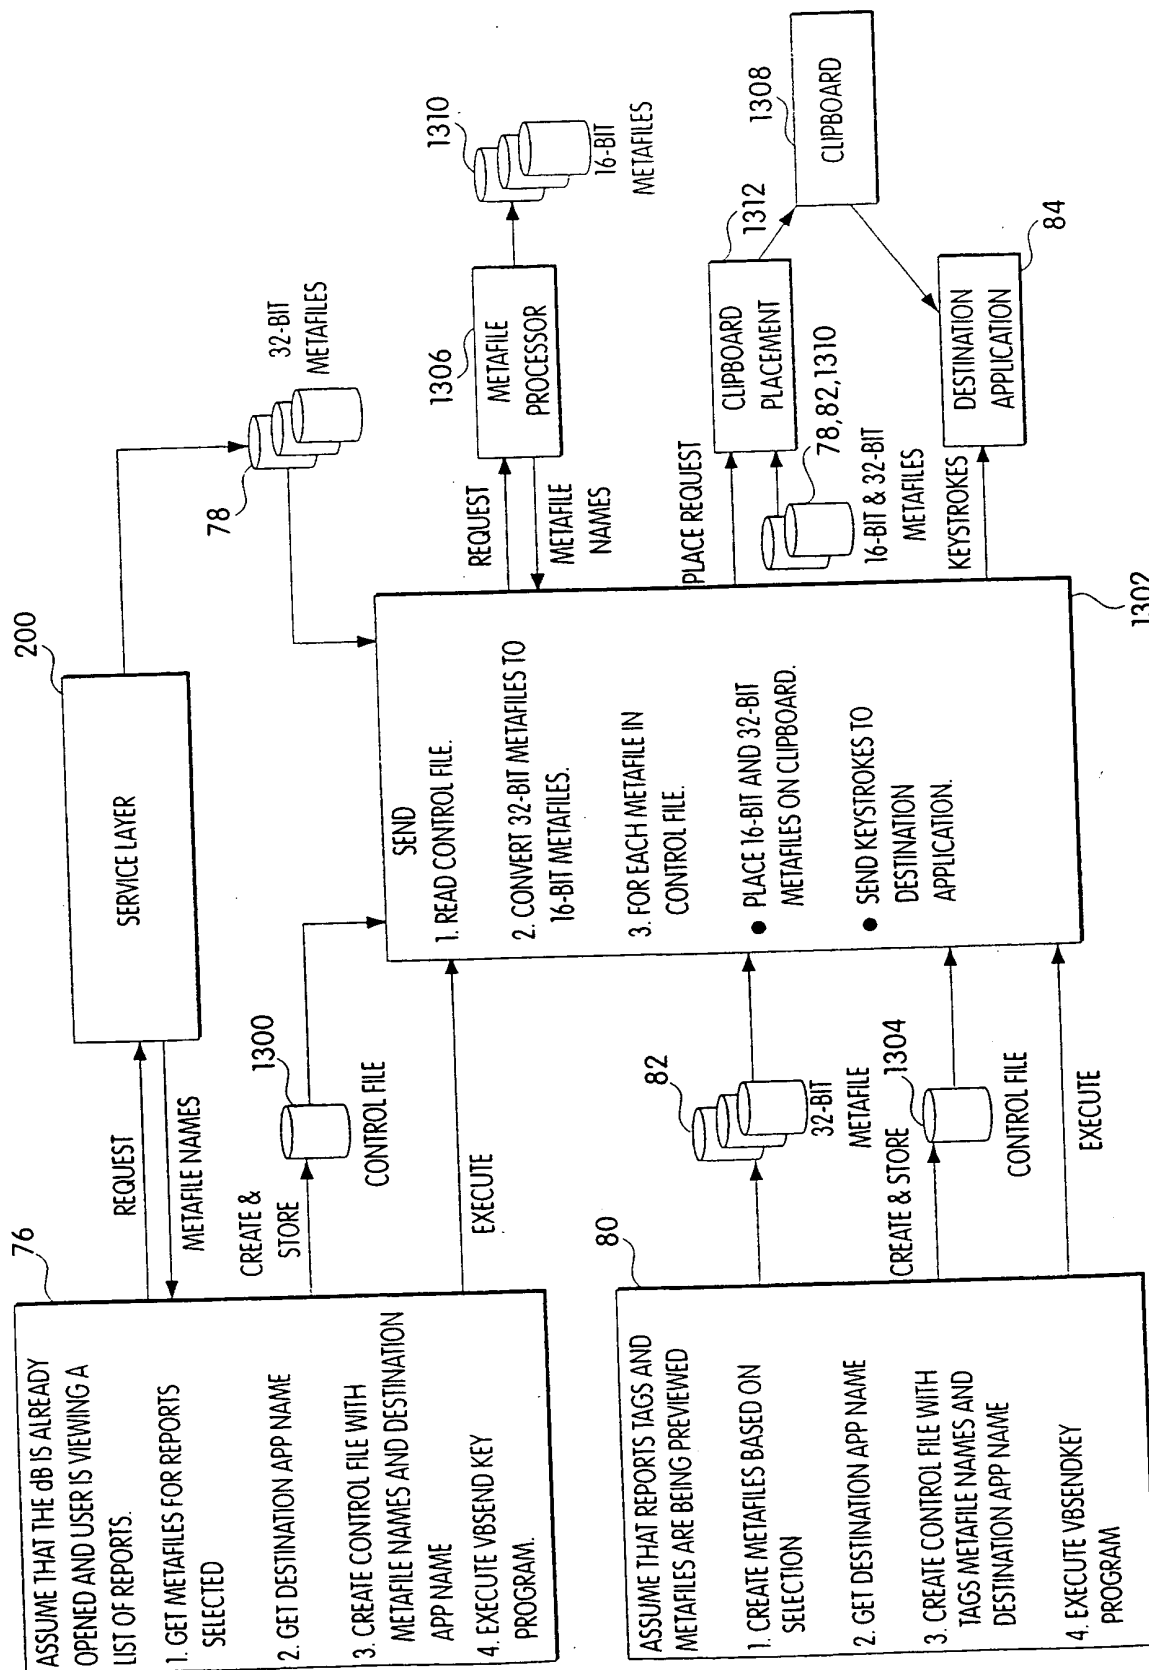 76
ASSUME THAT THE dB IS ALREADY
OPENED AND USER IS VIEWING A
LIST OF REPORTS.
1. GET METAFILES FOR REPORTS
SELECTED
2. GET DESTINATION APP NAME
3. CREATE CONTROL FILE WITH
METAFILE NAMES AND DESTINATION
APP NAME
4. EXECUTE VBSEND KEY
PROGRAM.
REQUEST
METAFILE NAMES
200
SERVICE LAYER
CREATE &
STORE
1300
CONTROL FILE
EXECUTE
78
32-BIT
METAFILES
80
ASSUME THAT REPORTS TAGS AND
METAFILES ARE BEING PREVIEWED
1. CREATE METAFILES BASED ON
SELECTION
2. GET DESTINATION APP NAME
3. CREATE CONTROL FILE WITH
TAGS METAFILE NAMES AND
DESTINATION APP NAME
4. EXECUTE VBSENDKEY
PROGRAM
82
32-BIT
METAFILE
CREATE & STORE
1304
CONTROL FILE
EXECUTE
SEND
1. READ CONTROL FILE.
2. CONVERT 32-BIT METAFILES TO
16-BIT METAFILES.
3. FOR EACH METAFILE IN
CONTROL FILE.
● PLACE 16-BIT AND 32-BIT
METAFILES ON CLIPBOARD.
● SEND KEYSTROKES TO
DESTINATION
APPLICATION.
1302
REQUEST
METAFILE
NAMES
1306
METAFILE
PROCESSOR
1310
16-BIT
METAFILES
PLACE REQUEST
CLIPBOARD
PLACEMENT
1312
78,82,1310
16-BIT & 32-BIT
METAFILES
1308
CLIPBOARD
KEYSTROKES
DESTINATION
APPLICATION
84